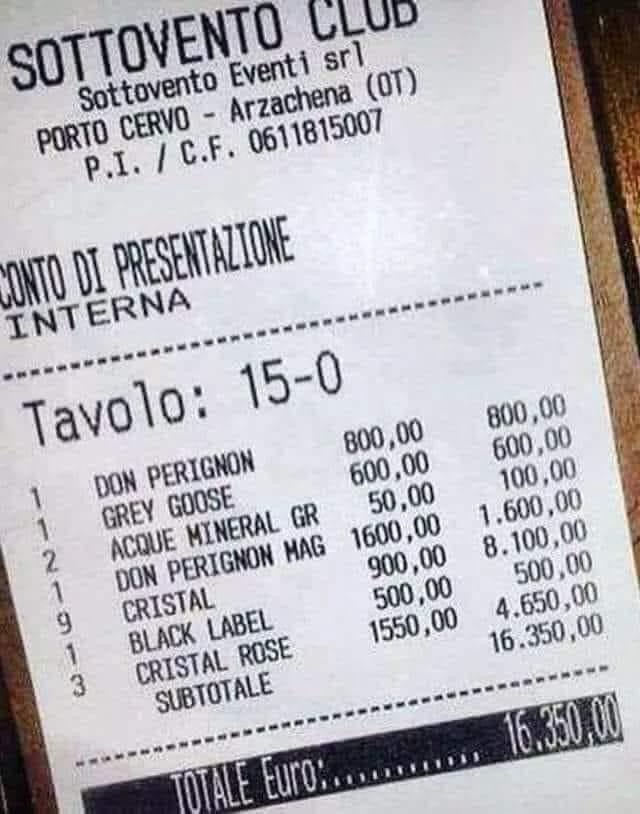 SOTTOVENTO CLUB
Sottovento Eventi srl
PORTO CERVO - Arzachena (OT)
P.I. / C.F. 0611815007
CONTO DI PRESENTAZIONE
INTERNA
Tavolo: 15-0
1 DON PERIGNON 800,00 800,00
1 GREY GOOSE 600,00 600,00
2 ACQUE MINERAL GR 50,00 100,00
1 DON PERIGNON MAG 1600,00 1.600,00
9 CRISTAL 900,00 8.100,00
1 BLACK LABEL 500,00 500,00
3 CRISTAL ROSE 1550,00 4.650,00
SUBTOTALE 16.350,00
TOTALE Euro:............. 16.350,00